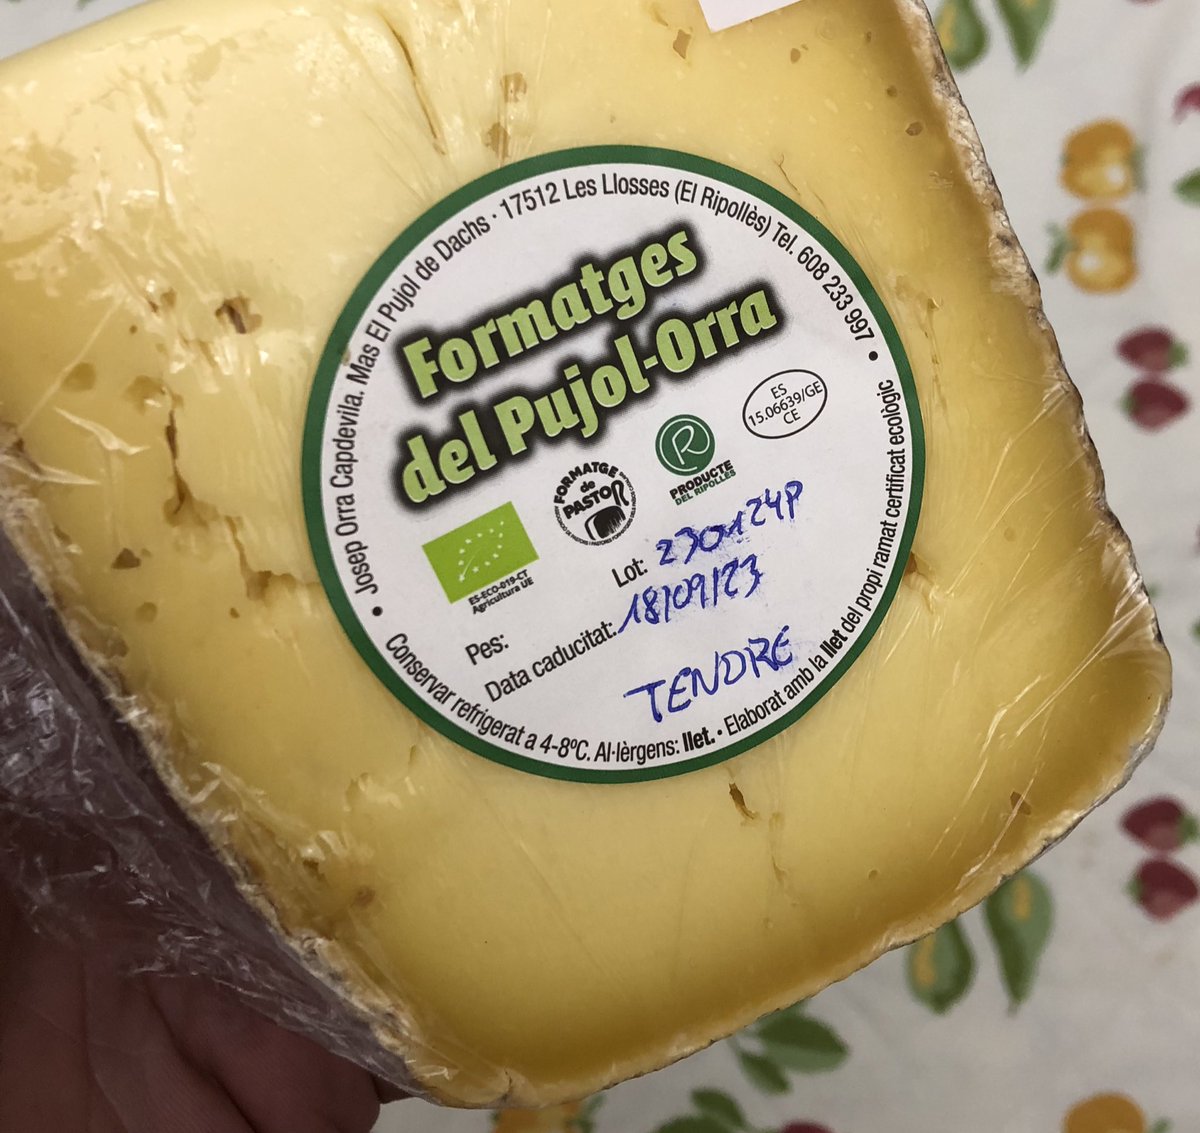 Josep Orra Capdevila. Mas El Pujol de Dachs · 17512 Les Llosses (El Ripollès) Tel. 608 233 997 •
Formatges
del Pujol-Orra
ES
15.06639/GE
CE
PRODUCTE
DEL RIPOLLÈS
FORMATGE
de
PASTOR
ES-ECO-019-CT
Agricultura UE
Lot: 230124P
Pes:
Data caducitat: 18/09/23
TENDRE
• Conservar refrigerat a 4-8ºC. Al·lèrgens: llet. • Elaborat amb la llet del propi ramat certificat ecològic